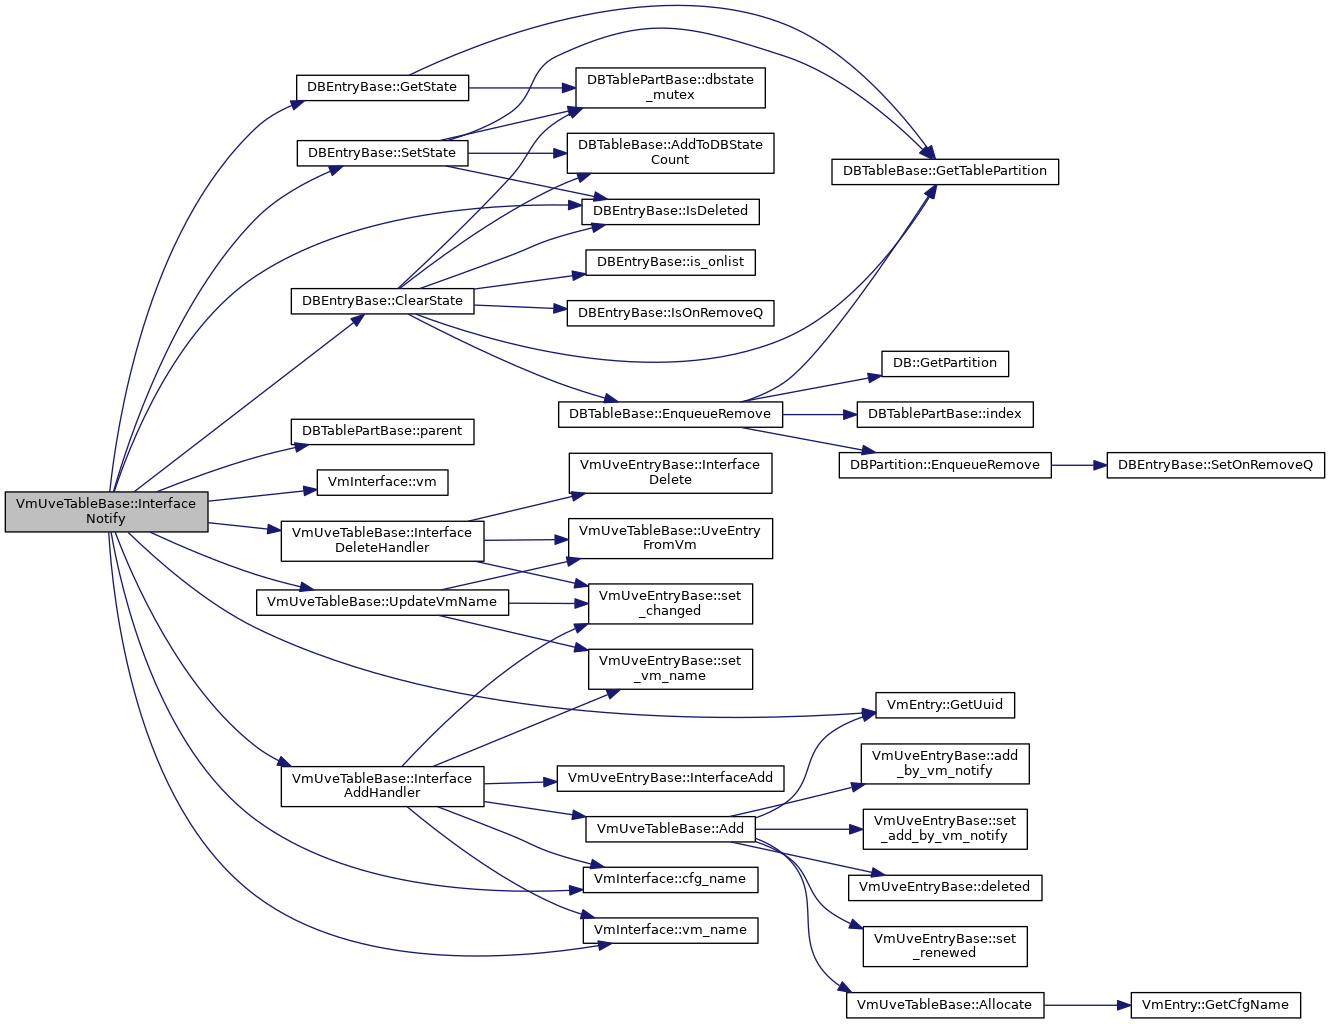 DBEntryBase::GetState
DBTablePartBase::dbstate
_mutex
DBEntryBase::SetState
DBTableBase::AddToDBState
Count
DBTableBase::GetTablePartition
DBEntryBase::IsDeleted
DBEntryBase::is_onlist
DBEntryBase::ClearState
DBEntryBase::IsOnRemoveQ
DB::GetPartition
DBTableBase::EnqueueRemove
DBTablePartBase::index
DBTablePartBase::parent
DBPartition::EnqueueRemove
DBEntryBase::SetOnRemoveQ
VmUveEntryBase::Interface
Delete
VmInterface::vm
VmUveTableBase::Interface
Notify
VmUveTableBase::Interface
DeleteHandler
VmUveTableBase::UveEntry
FromVm
VmUveTableBase::UpdateVmName
VmUveEntryBase::set
_changed
VmUveEntryBase::set
_vm_name
VmEntry::GetUuid
VmUveTableBase::Interface
AddHandler
VmUveEntryBase::InterfaceAdd
VmUveEntryBase::add
_by_vm_notify
VmUveTableBase::Add
VmUveEntryBase::set
_add_by_vm_notify
VmInterface::cfg_name
VmUveEntryBase::deleted
VmInterface::vm_name
VmUveEntryBase::set
_renewed
VmUveTableBase::Allocate
VmEntry::GetCfgName